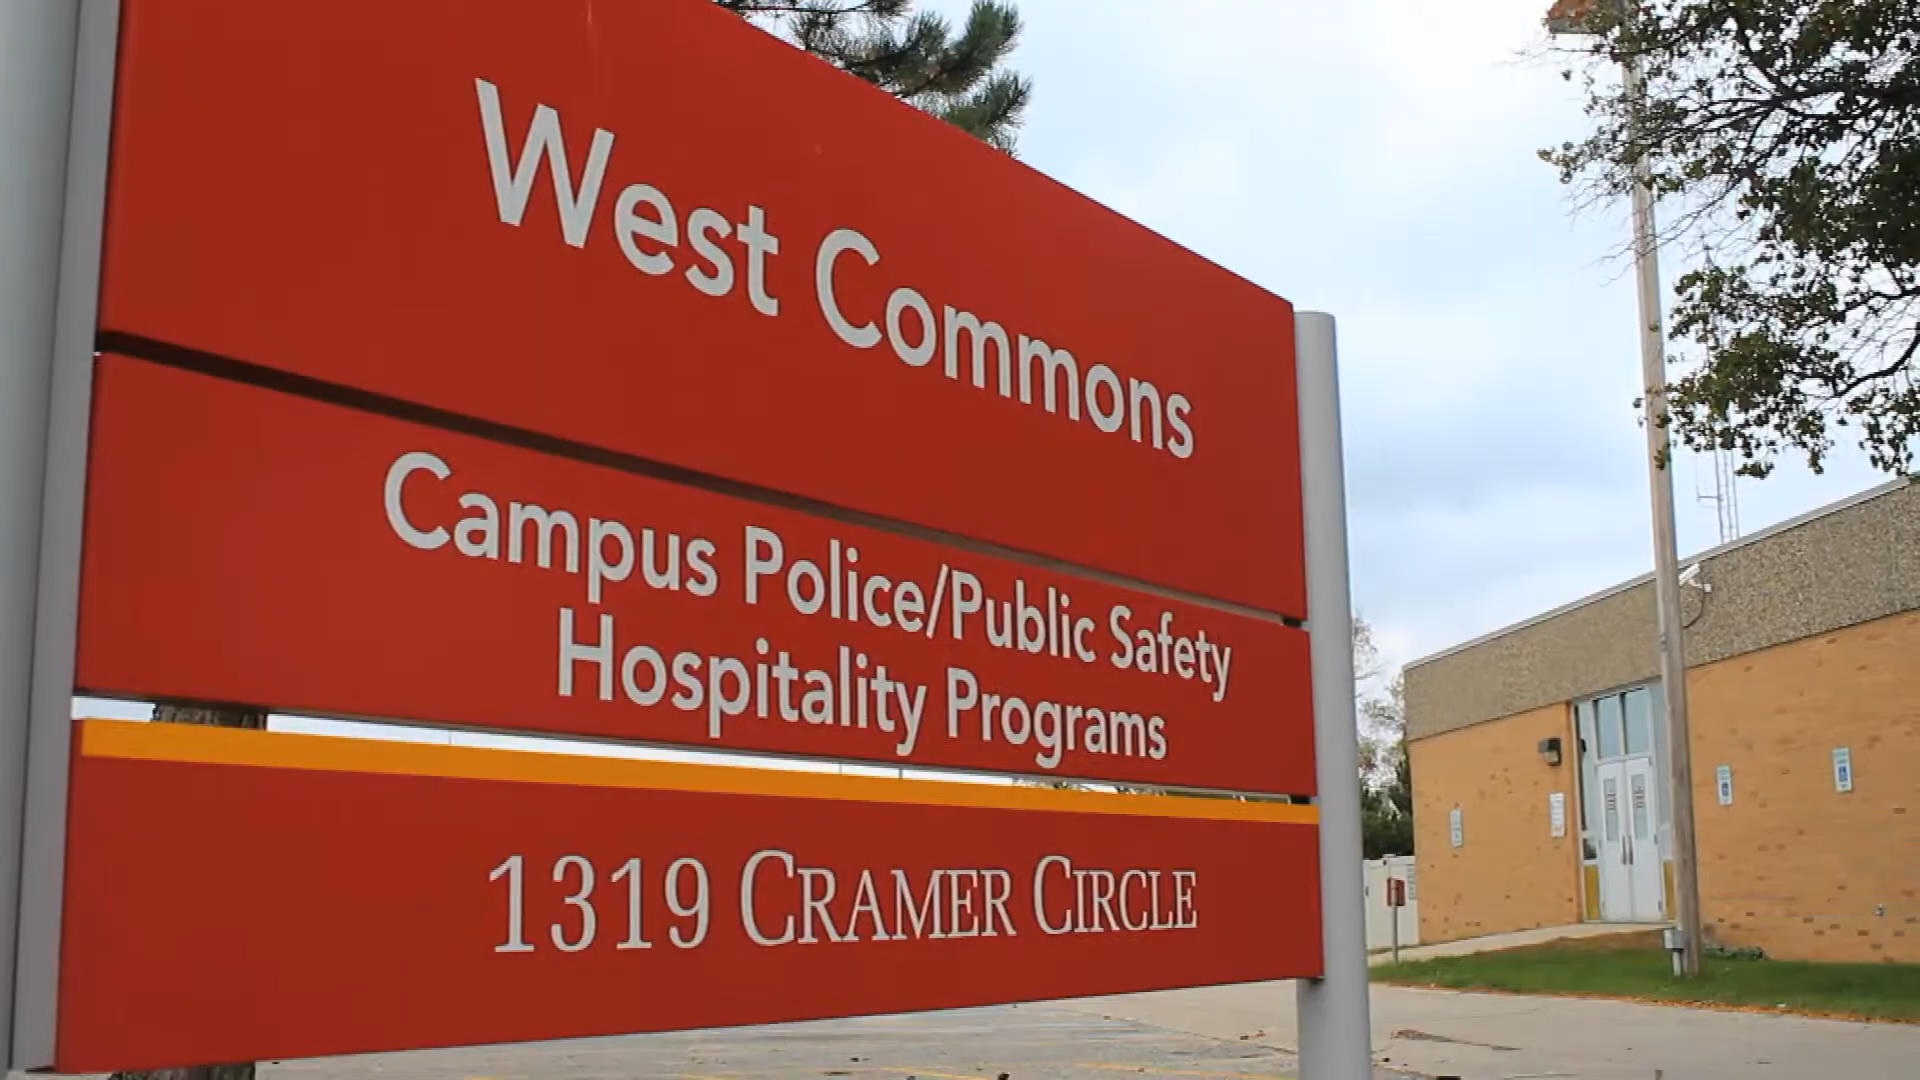 West Commons
Campus Police/Public Safety
Hospitality Programs
1319 CRAMER CIRCLE